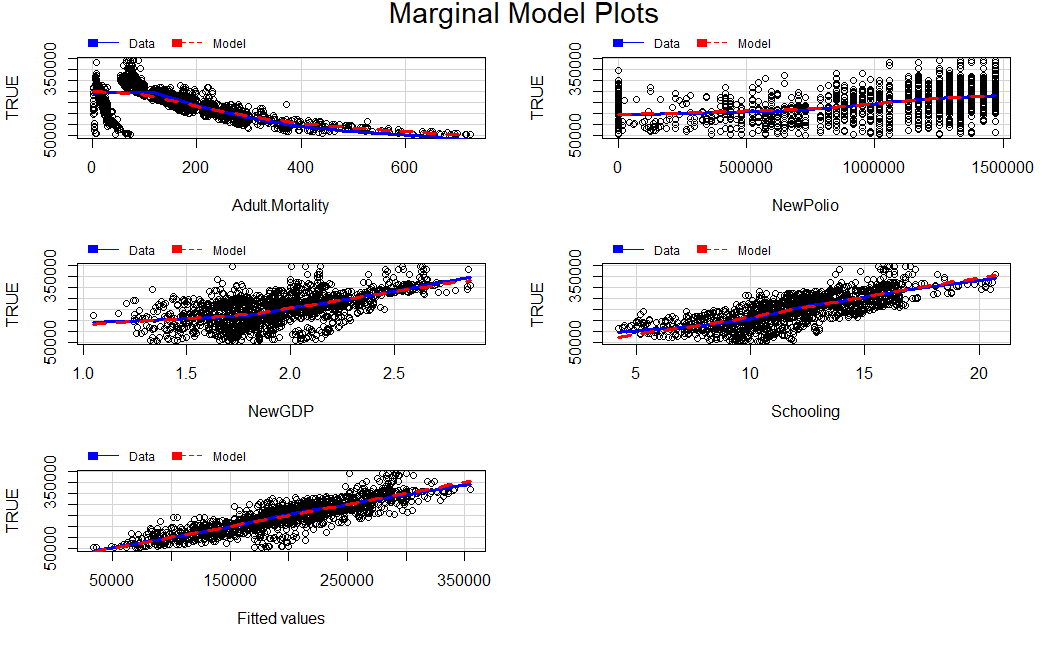 Marginal Model Plots
Data Model
TRUE
50000 350000
0 200 400 600
Adult.Mortality
Data Model
TRUE
50000 350000
0 500000 1000000 1500000
NewPolio
Data Model
TRUE
50000 350000
1.0 1.5 2.0 2.5
NewGDP
Data Model
TRUE
50000 350000
5 10 15 20
Schooling
Data Model
TRUE
50000 350000
50000 150000 250000 350000
Fitted values